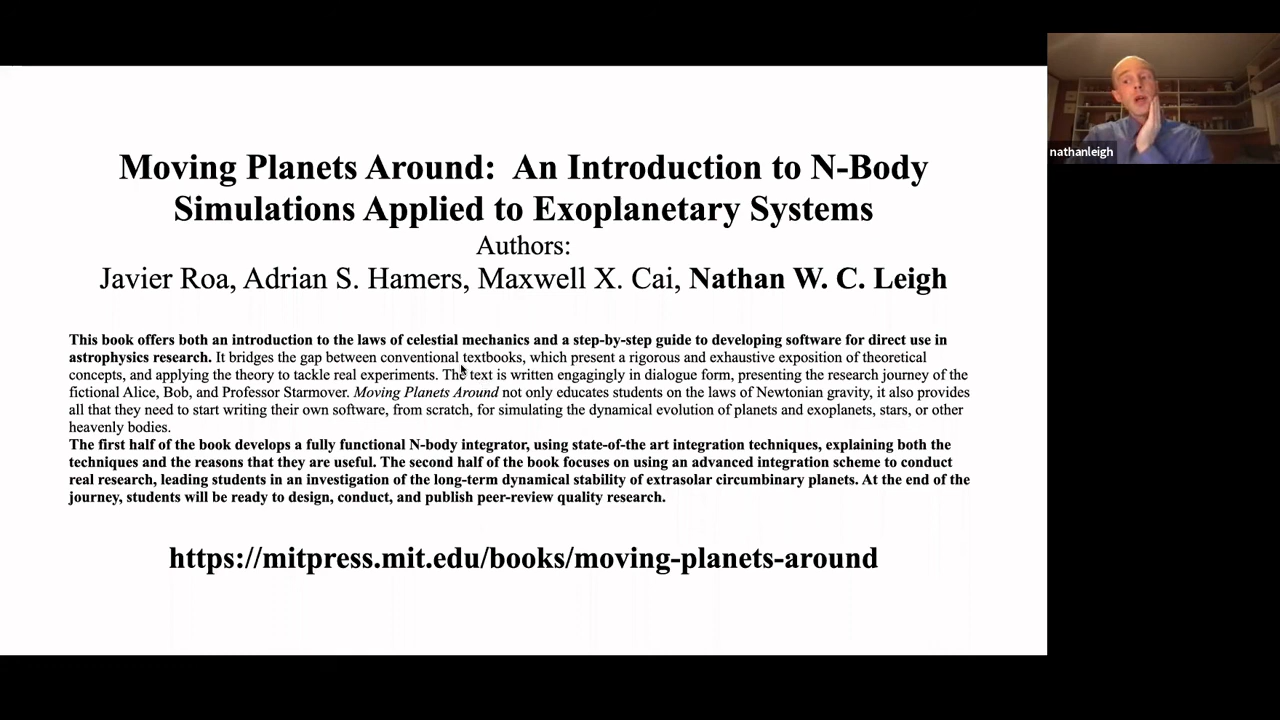 Moving Planets Around: An Introduction to N-Body
Simulations Applied to Exoplanetary Systems
Authors:
Javier Roa, Adrian S. Hamers, Maxwell X. Cai, Nathan W. C. Leigh
This book offers both an introduction to the laws of celestial mechanics and a step-by-step guide to developing software for direct use in
astrophysics research. It bridges the gap between conventional textbooks, which present a rigorous and exhaustive exposition of theoretical
concepts, and applying the theory to tackle real experiments. The text is written engagingly in dialogue form, presenting the research journey of the
fictional Alice, Bob, and Professor Starmover. Moving Planets Around not only educates students on the laws of Newtonian gravity, it also provides
all that they need to start writing their own software, from scratch, for simulating the dynamical evolution of planets and exoplanets, stars, or other
heavenly bodies.
The first half of the book develops a fully functional N-body integrator, using state-of-the art integration techniques, explaining both the
techniques and the reasons that they are useful. The second half of the book focuses on using an advanced integration scheme to conduct
real research, leading students in an investigation of the long-term dynamical stability of extrasolar circumbinary planets. At the end of the
journey, students will be ready to design, conduct, and publish peer-review quality research.
https://mitpress.mit.edu/books/moving-planets-around
nathanleigh